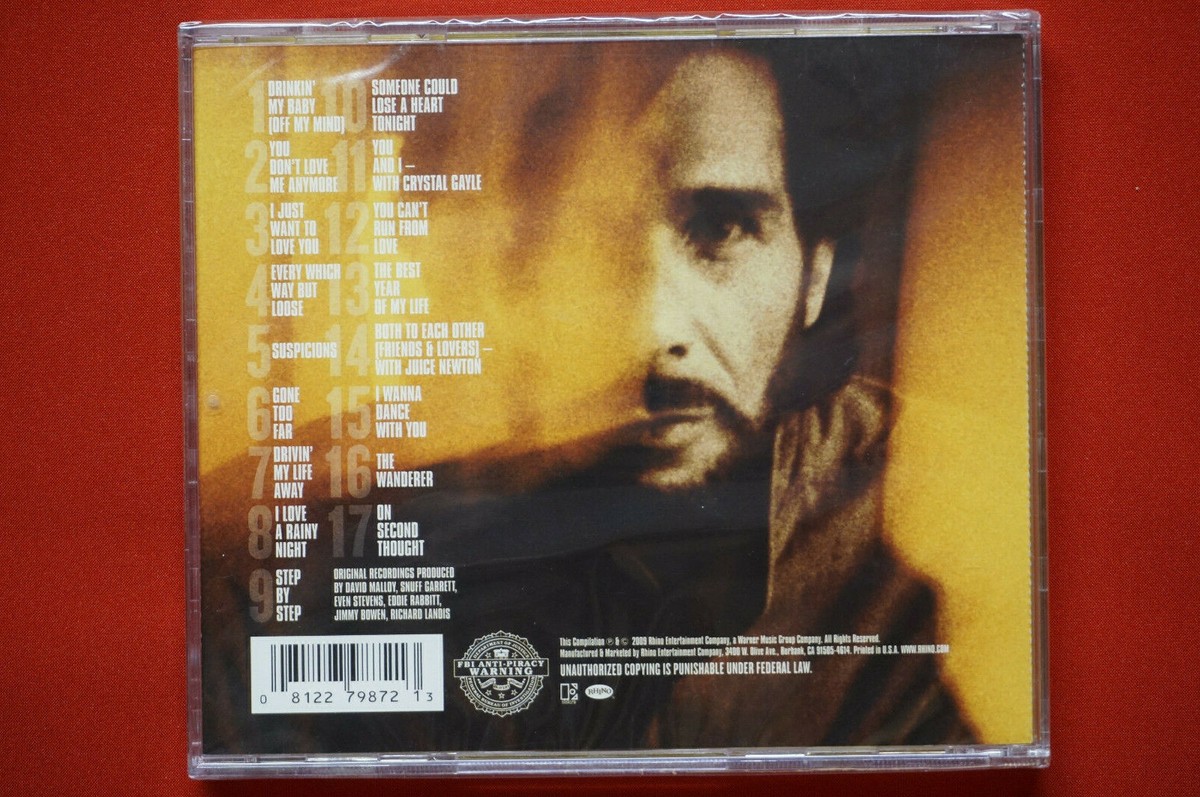 1 DRINKIN'
MY BABY
(OFF MY MIND)
2 YOU
DON'T LOVE
ME ANYMORE
3 I JUST
WANT TO
LOVE YOU
4 EVERY WHICH
WAY BUT
LOOSE
5 SUSPICIONS
6 GONE
TOO
FAR
7 DRIVIN'
MY LIFE
AWAY
8 I LOVE
A RAINY
NIGHT
9 STEP
BY
STEP
10 SOMEONE COULD
LOSE A HEART
TONIGHT
11 YOU
AND I –
WITH CRYSTAL GAYLE
12 YOU CAN'T
RUN FROM
LOVE
13 THE BEST
YEAR
OF MY LIFE
14 BOTH TO EACH OTHER
(FRIENDS & LOVERS) –
WITH JUICE NEWTON
15 I WANNA
DANCE
WITH YOU
16 THE
WANDERER
17 ON
SECOND
THOUGHT
ORIGINAL RECORDINGS PRODUCED
BY DAVID MALLOY, SNUFF GARRETT,
EVEN STEVENS, EDDIE RABBITT,
JIMMY BOWEN, RICHARD LANDIS
0 8122 79872 13
FBI ANTI-PIRACY
WARNING
This Compilation ℗ & © 2009 Rhino Entertainment Company, a Warner Music Group Company. All Rights Reserved.
Manufactured & Marketed by Rhino Entertainment Company, 3400 W. Olive Ave., Burbank, CA 91505-4614. Printed in U.S.A. WWW.RHINO.COM
UNAUTHORIZED COPYING IS PUNISHABLE UNDER FEDERAL LAW.
RHINO